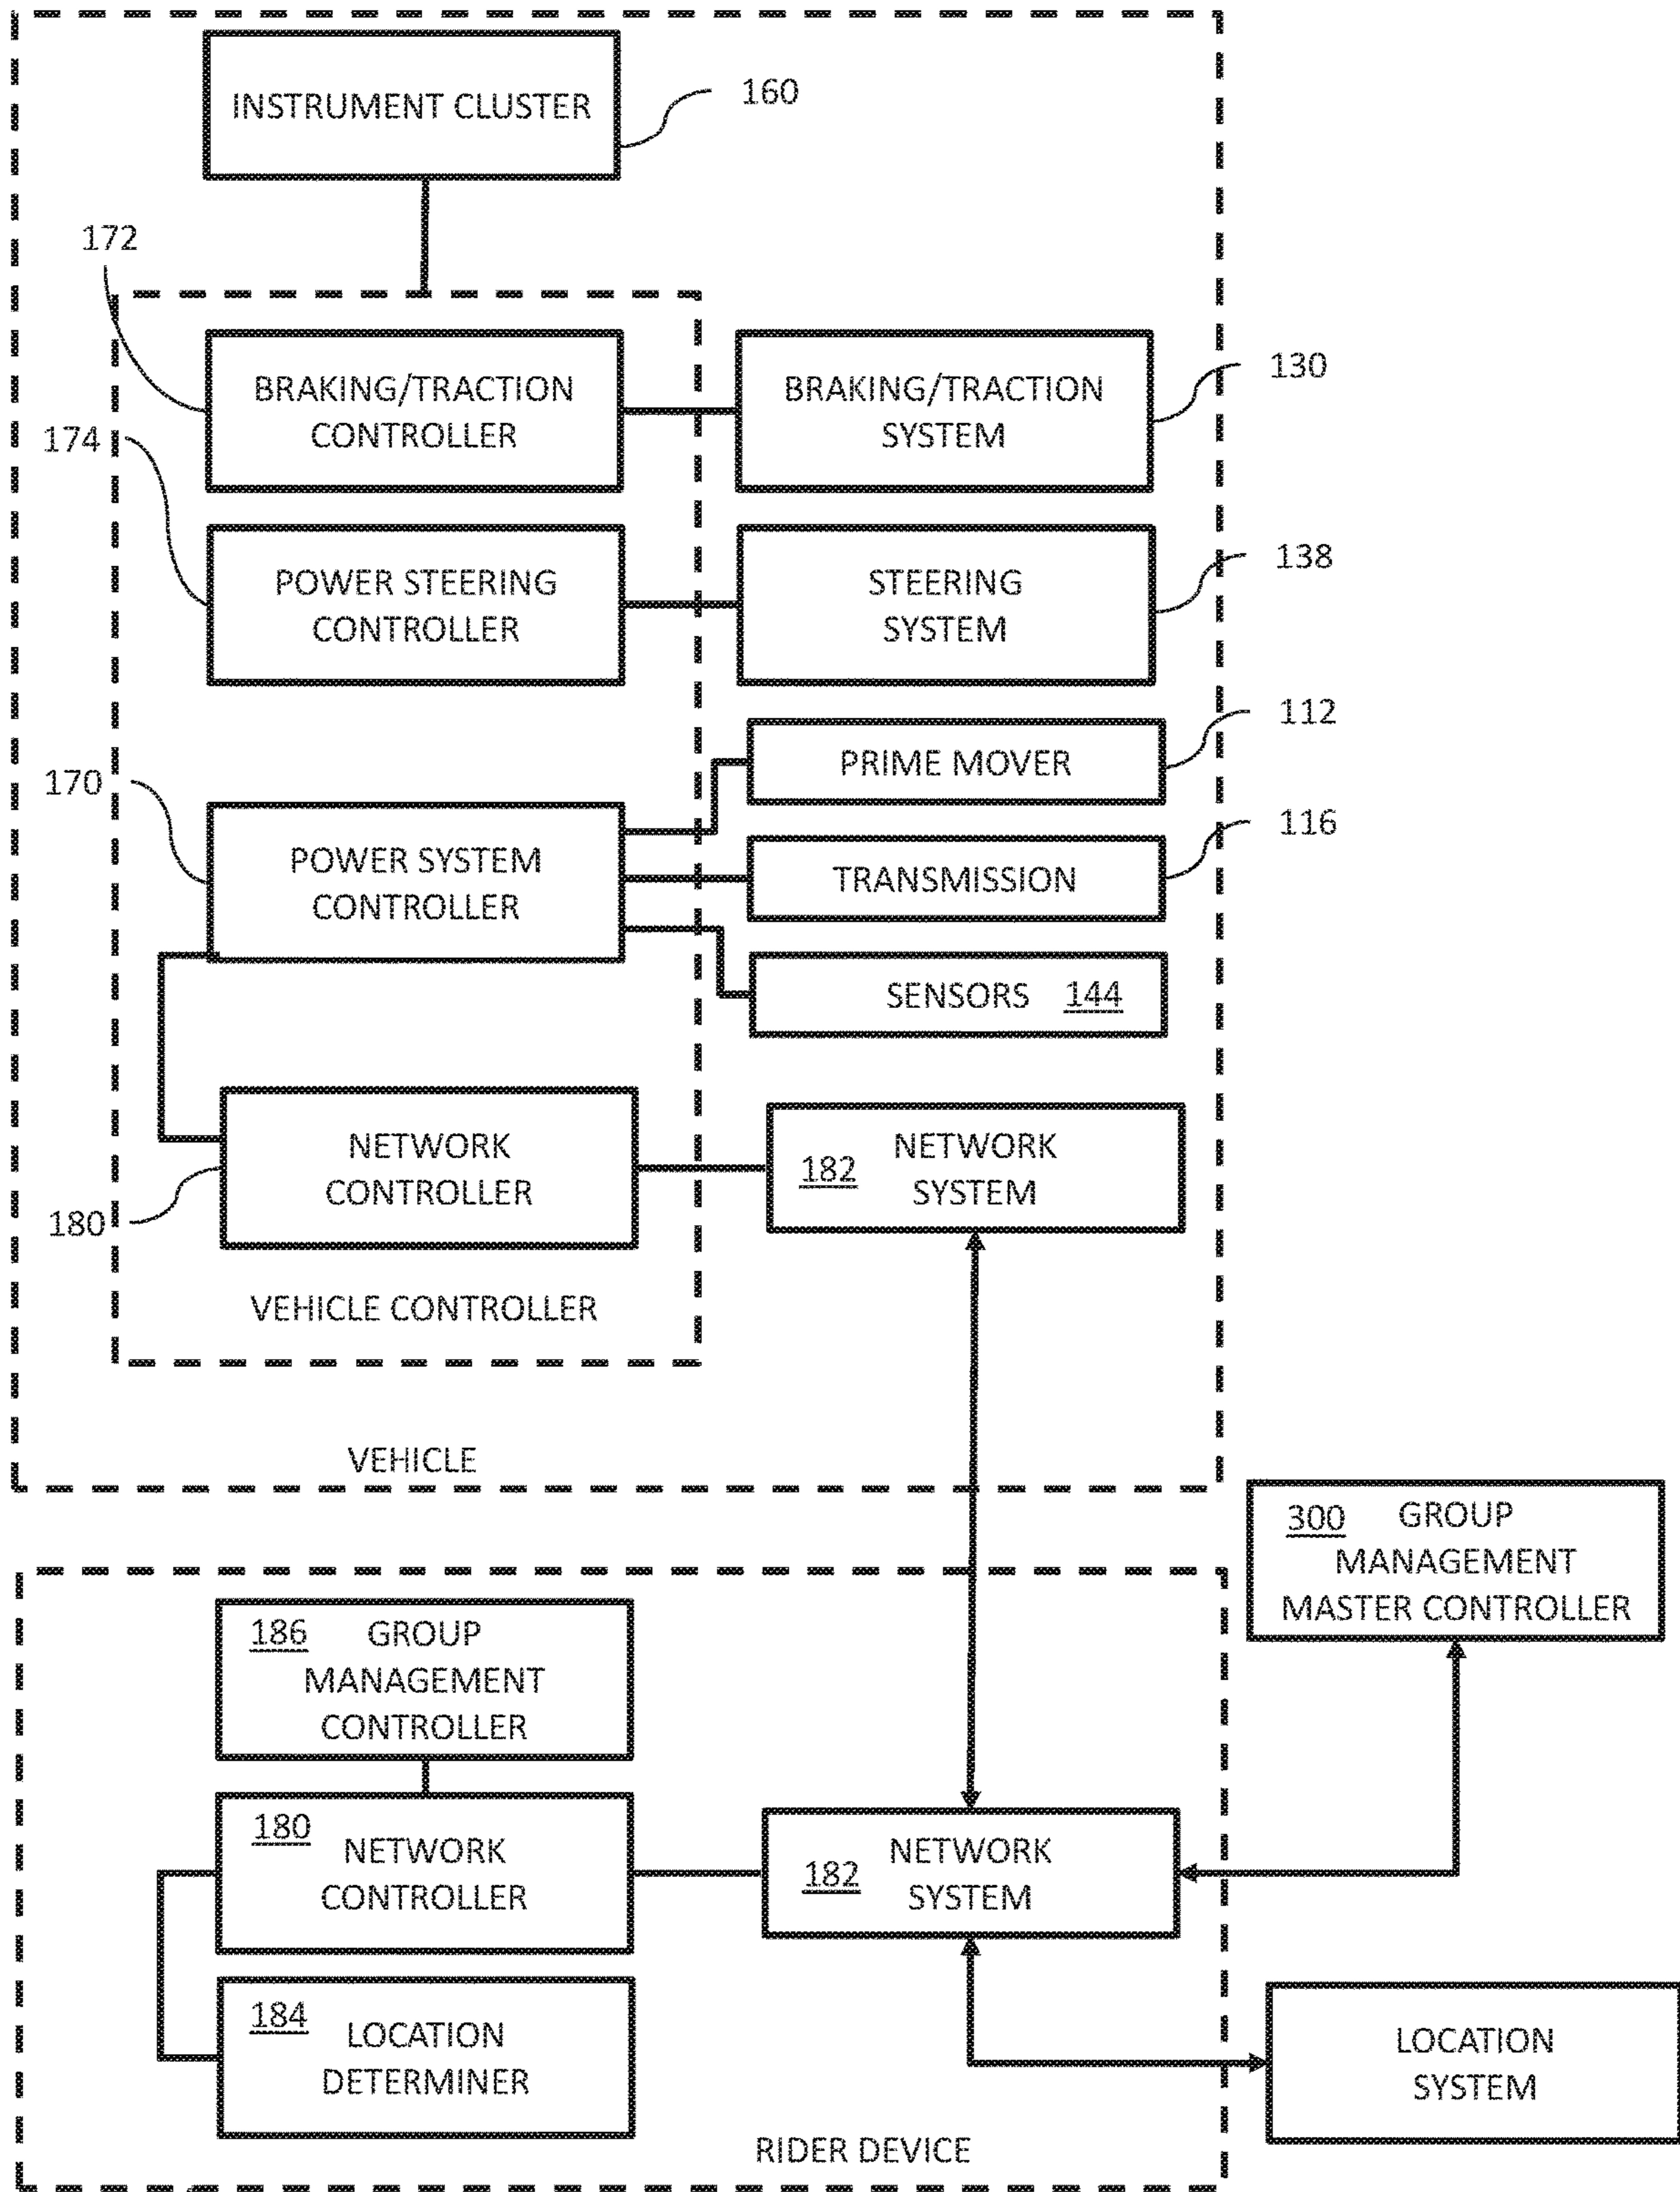 INSTRUMENT CLUSTER
160
172
BRAKING/TRACTION
CONTROLLER
BRAKING/TRACTION
SYSTEM
130
174
POWER STEERING
CONTROLLER
STEERING
SYSTEM
138
PRIME MOVER
112
170
POWER SYSTEM
CONTROLLER
TRANSMISSION
116
SENSORS 144
NETWORK
CONTROLLER
180
182 NETWORK
SYSTEM
VEHICLE CONTROLLER
VEHICLE
300 GROUP
MANAGEMENT
MASTER CONTROLLER
186 GROUP
MANAGEMENT
CONTROLLER
180
NETWORK
CONTROLLER
182 NETWORK
SYSTEM
184
LOCATION
DETERMINER
LOCATION
SYSTEM
RIDER DEVICE